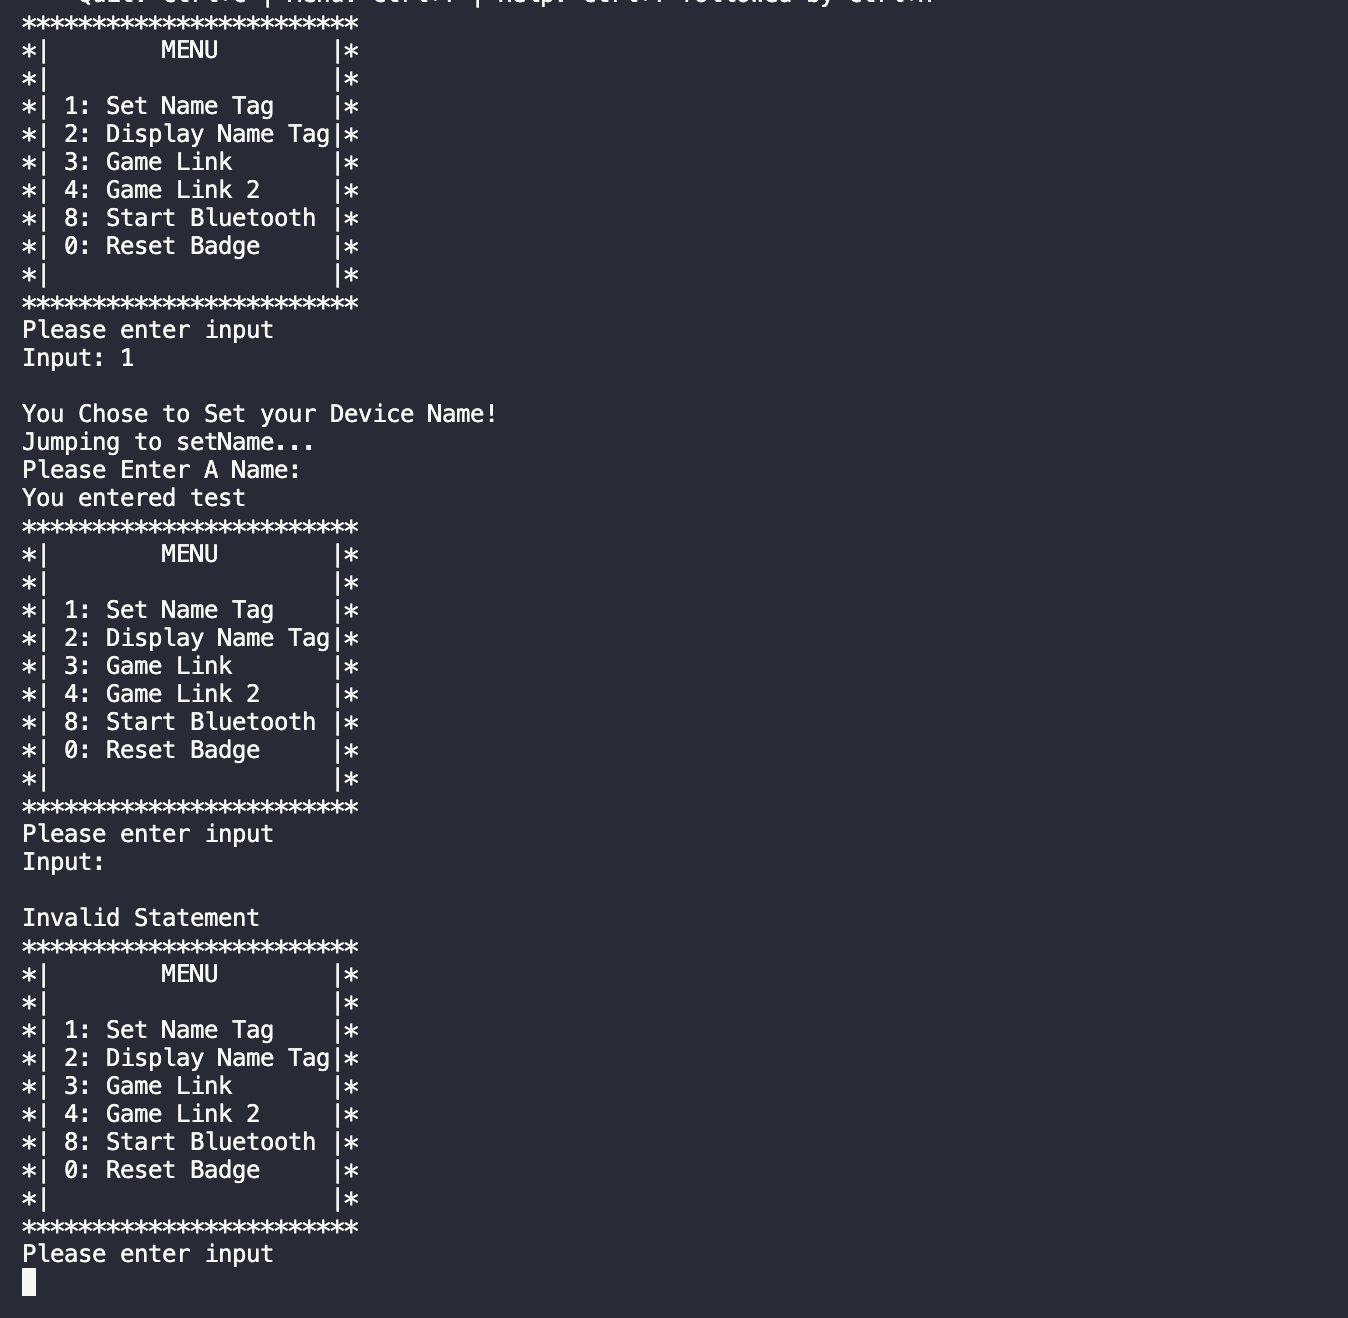 ************************
*|        MENU        |*
*|                    |*
*| 1: Set Name Tag    |*
*| 2: Display Name Tag|*
*| 3: Game Link       |*
*| 4: Game Link 2     |*
*| 8: Start Bluetooth |*
*| 0: Reset Badge     |*
*|                    |*
************************
Please enter input
Input: 1

You Chose to Set your Device Name!
Jumping to setName...
Please Enter A Name:
You entered test
************************
*|        MENU        |*
*|                    |*
*| 1: Set Name Tag    |*
*| 2: Display Name Tag|*
*| 3: Game Link       |*
*| 4: Game Link 2     |*
*| 8: Start Bluetooth |*
*| 0: Reset Badge     |*
*|                    |*
************************
Please enter input
Input:

Invalid Statement
************************
*|        MENU        |*
*|                    |*
*| 1: Set Name Tag    |*
*| 2: Display Name Tag|*
*| 3: Game Link       |*
*| 4: Game Link 2     |*
*| 8: Start Bluetooth |*
*| 0: Reset Badge     |*
*|                    |*
************************
Please enter input